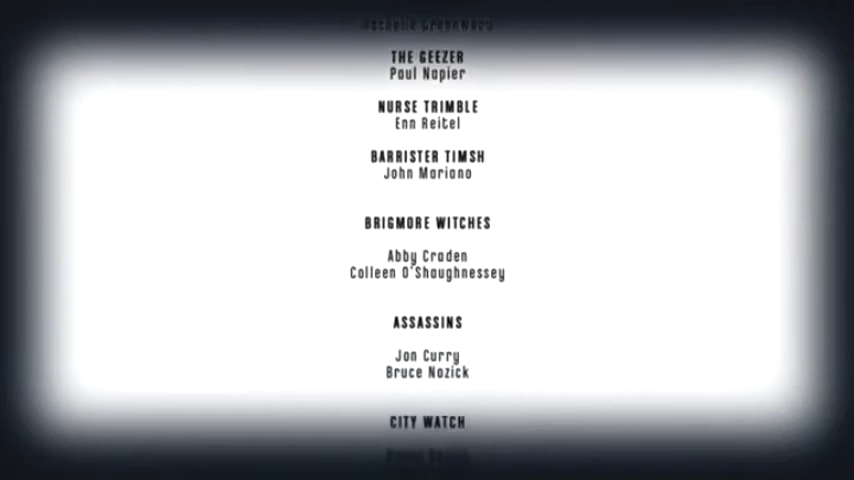 THE GEEZER
Paul Napier
NURSE TRIMBLE
Enn Reitel
BARRISTER TIMSH
John Mariano
BRIGMORE WITCHES
Abby Craden
Colleen O'Shaughnessey
ASSASSINS
Jon Curry
Bruce Nozick
CITY WATCH